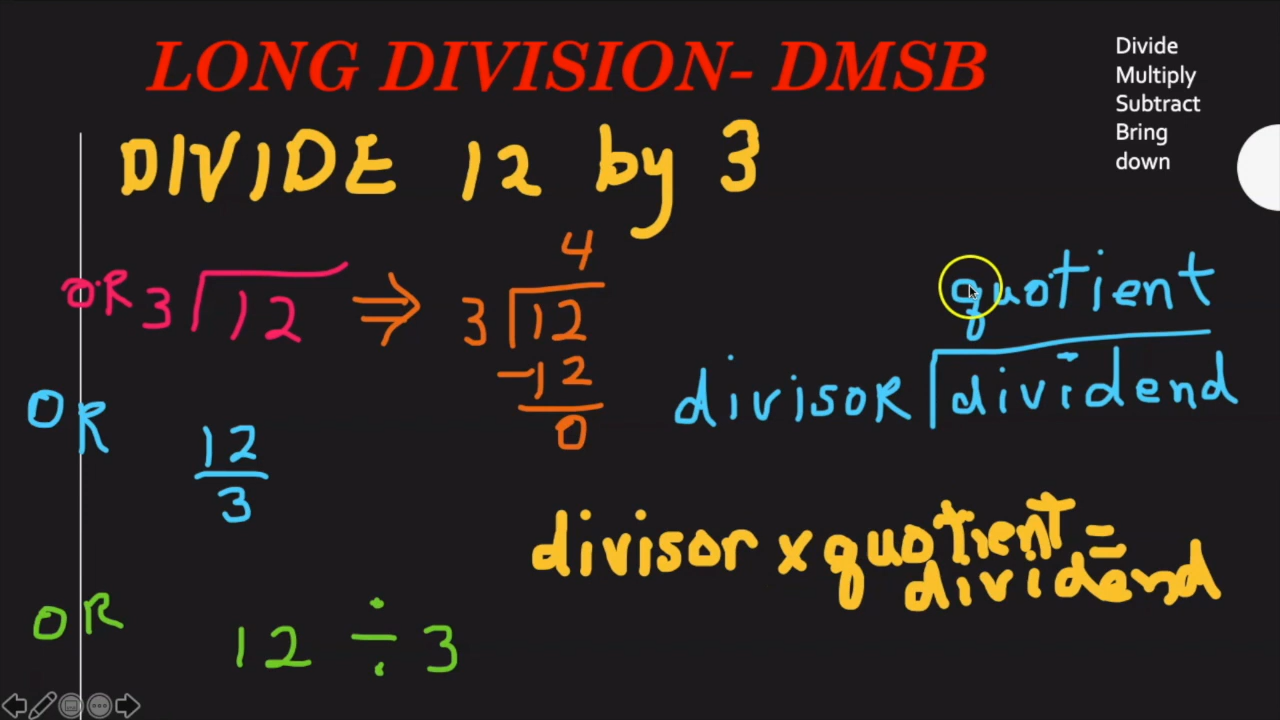 LONG DIVISION- DMSB
Divide
Multiply
Subtract
Bring
down
DIVIDE 12 by 3
OR 3 12 ⇒
4
3 12
-12
0
quotient
divisoR dividend
OR
12
3
divisor x quotient =
dividend
OR
12 ÷ 3